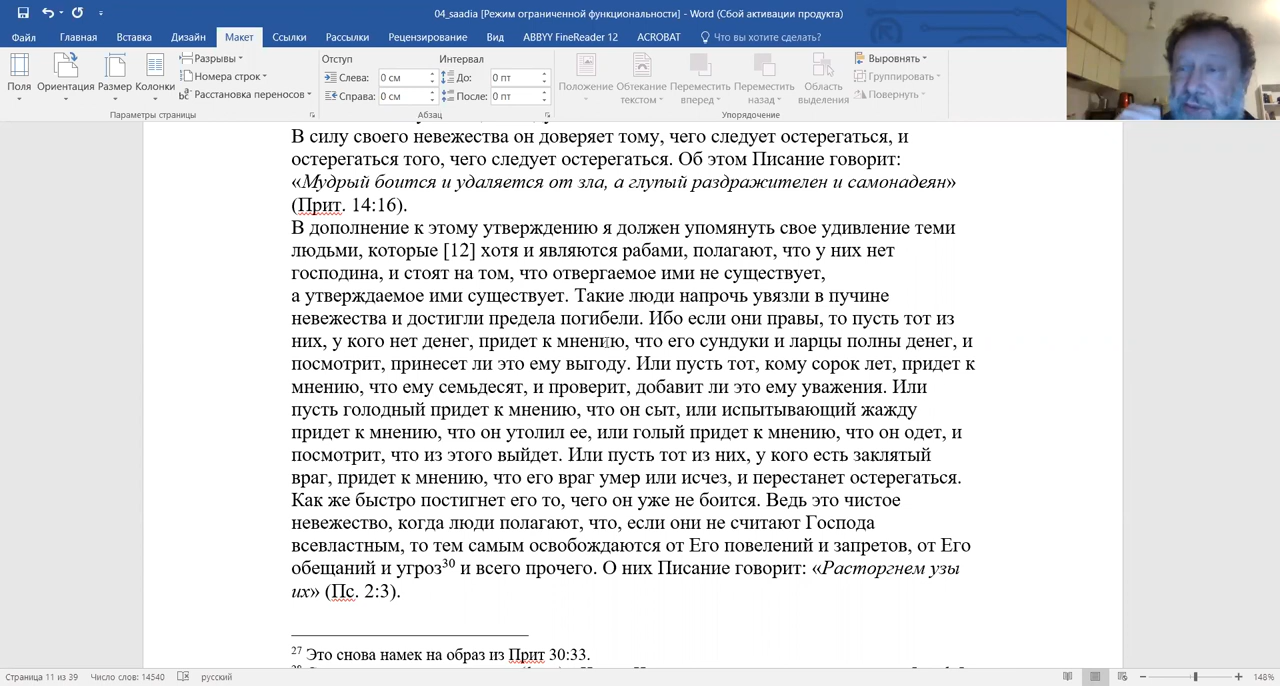 04_saadia [Режим ограниченной функциональности] - Word (Сбой активации продукта)
Файл Главная Вставка Дизайн Макет Ссылки Рассылки Рецензирование Вид ABBYY FineReader 12 ACROBAT Что вы хотите сделать?
Поля Ориентация Размер Колонки
Разрывы
Номера строк
Расстановка переносов
Параметры страницы
Отступ
Слева: 0 см
Справа: 0 см
Интервал
До: 0 пт
После: 0 пт
Абзац
Положение Обтекание текстом Переместить вперед Переместить назад Область выделения
Выровнять
Группировать
Повернуть
Упорядочение
В силу своего невежества он доверяет тому, чего следует остерегаться, и
остерегаться того, чего следует остерегаться. Об этом Писание говорит:
«Мудрый боится и удаляется от зла, а глупый раздражителен и самонадеян»
(Прит. 14:16).
В дополнение к этому утверждению я должен упомянуть свое удивление теми
людьми, которые [12] хотя и являются рабами, полагают, что у них нет
господина, и стоят на том, что отвергаемое ими не существует,
а утверждаемое ими существует. Такие люди напрочь увязли в пучине
невежества и достигли предела погибели. Ибо если они правы, то пусть тот из
них, у кого нет денег, придет к мнению, что его сундуки и ларцы полны денег, и
посмотрит, принесет ли это ему выгоду. Или пусть тот, кому сорок лет, придет к
мнению, что ему семьдесят, и проверит, добавит ли это ему уважения. Или
пусть голодный придет к мнению, что он сыт, или испытывающий жажду
придет к мнению, что он утолил ее, или голый придет к мнению, что он одет, и
посмотрит, что из этого выйдет. Или пусть тот из них, у кого есть заклятый
враг, придет к мнению, что его враг умер или исчез, и перестанет остерегаться.
Как же быстро постигнет его то, чего он уже не боится. Ведь это чистое
невежество, когда люди полагают, что, если они не считают Господа
всевластным, то тем самым освобождаются от Его повелений и запретов, от Его
обещаний и угроз30 и всего прочего. О них Писание говорит: «Расторгнем узы
их» (Пс. 2:3).
27 Это снова намек на образ из Прит 30:33.
Страница 11 из 39 Число слов: 14540 русский 148%